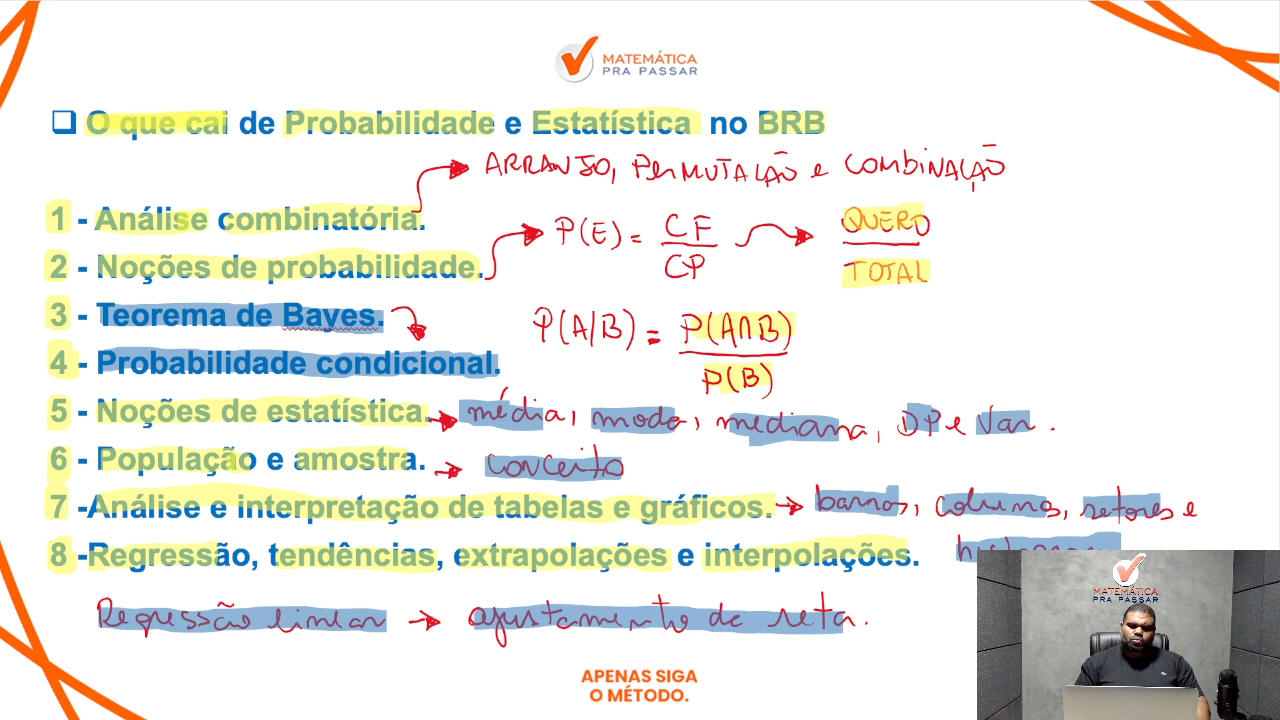 MATEMÁTICA
PRA PASSAR
O que cai de Probabilidade e Estatística no BRB
ARRANJO, PERMUTAÇÃO e COMBINAÇÃO
1 - Análise combinatória.
P(E) = CF / CP
QUERO / TOTAL
2 - Noções de probabilidade.
3 - Teorema de Bayes.
P(A/B) = P(A∩B) / P(B)
4 - Probabilidade condicional.
5 - Noções de estatística.
média, moda, mediana, DP e Var.
6 - População e amostra.
conceito
7 -Análise e interpretação de tabelas e gráficos.
barras, colunas, setores e
8 -Regressão, tendências, extrapolações e interpolações.
Regressão linear → ajustamento de reta.
MATEMÁTICA
PRA PASSAR
APENAS SIGA
O MÉTODO.